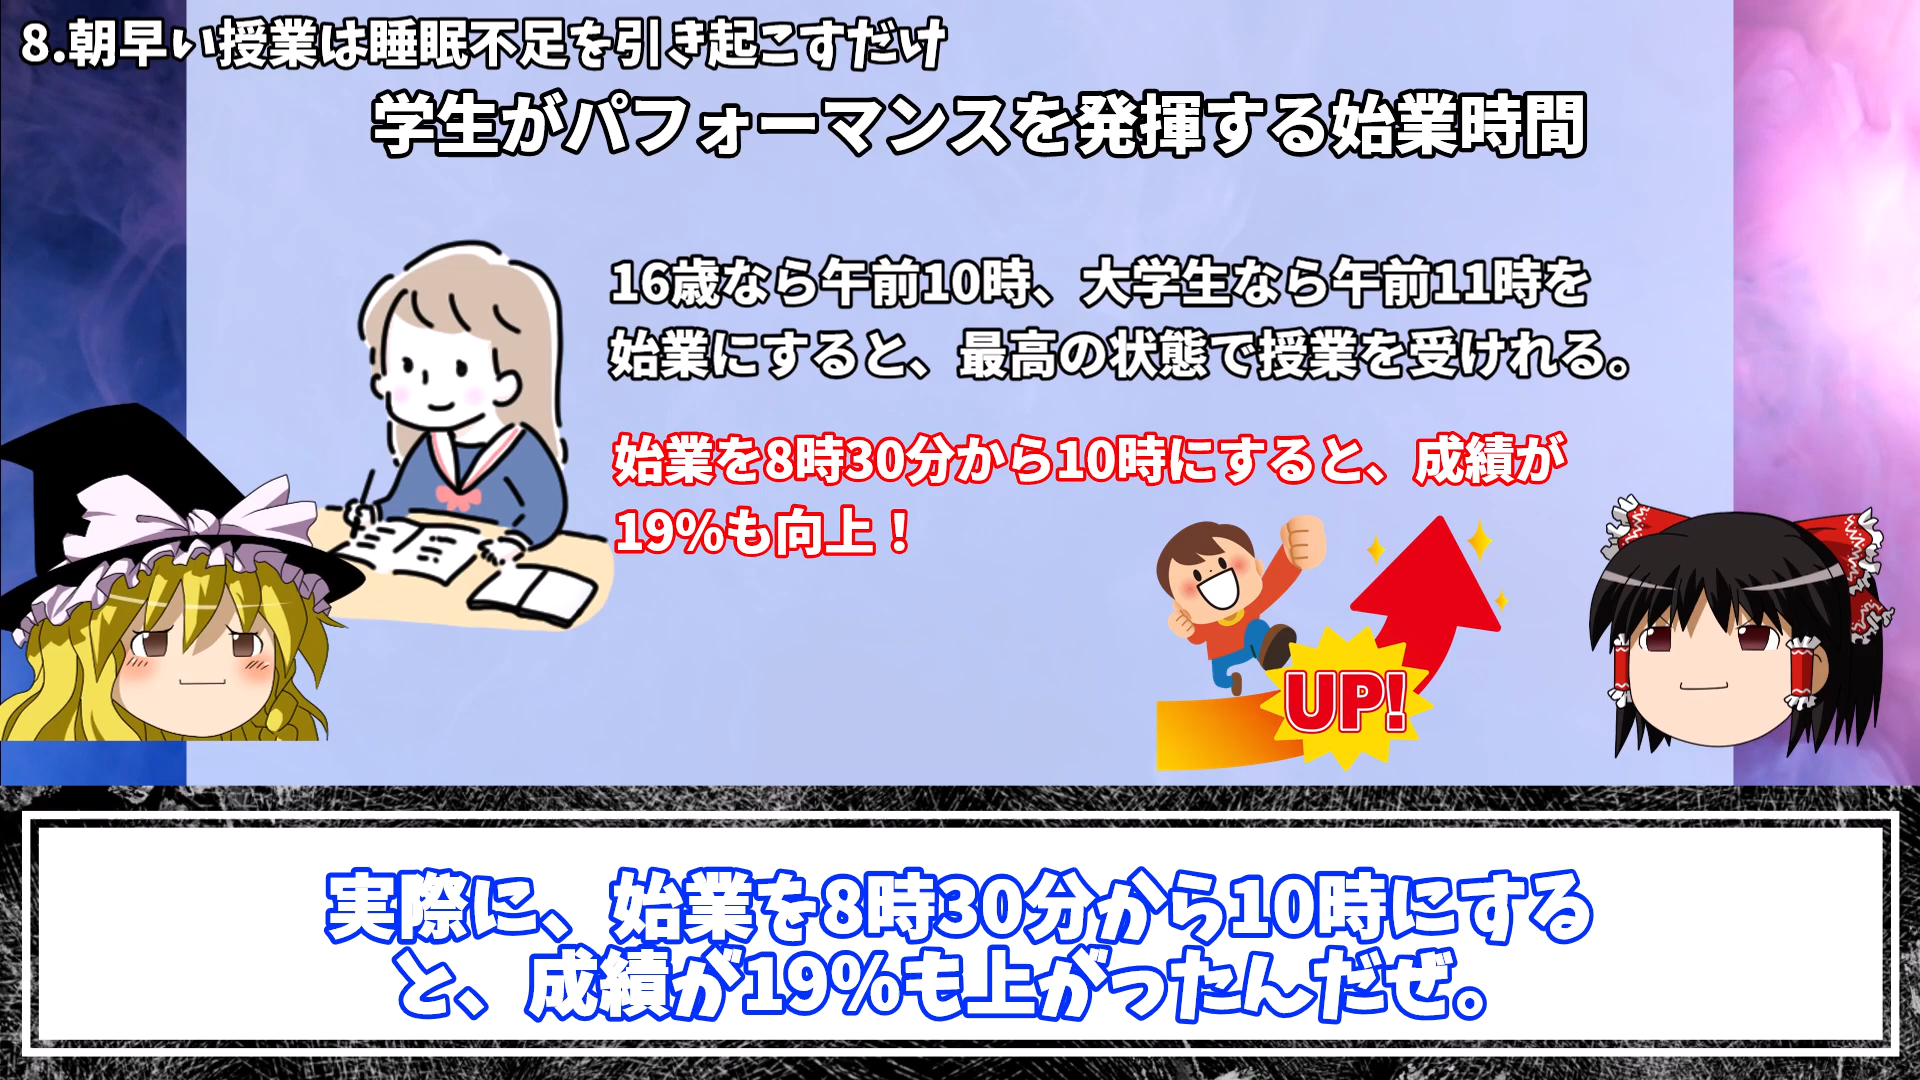 8.朝早い授業は睡眠不足を引き起こすだけ
学生がパフォーマンスを発揮する始業時間
16歳なら午前10時、大学生なら午前11時を
始業にすると、最高の状態で授業を受けれる。
始業を8時30分から10時にすると、成績が
19%も向上！
UP!
実際に、始業を8時30分から10時にする
と、成績が19%も上がったんだぜ。